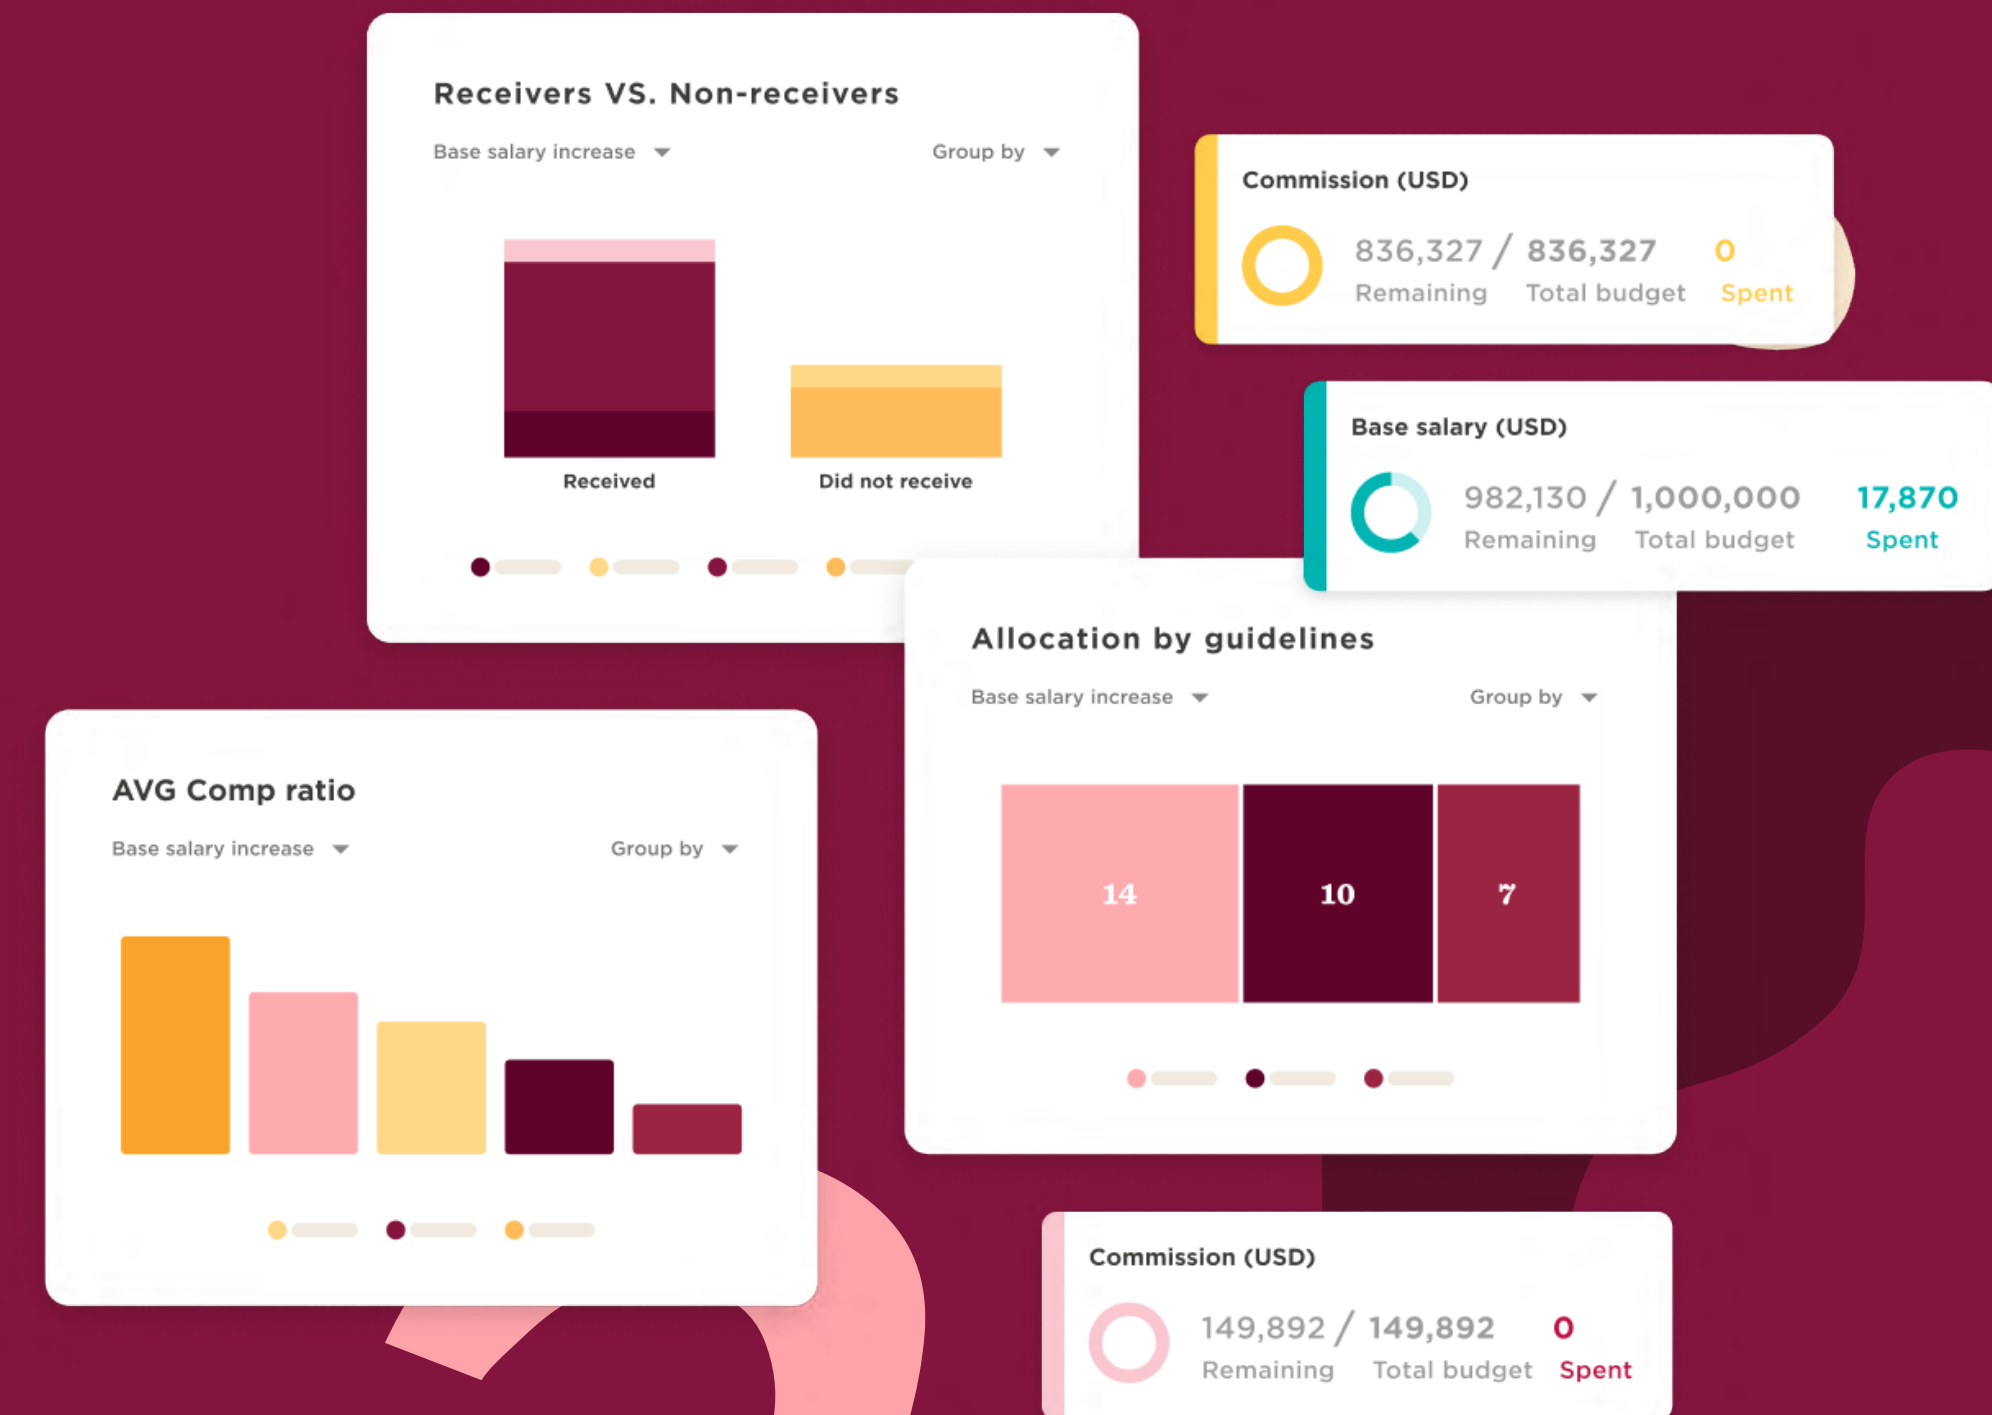 Receivers VS. Non-receivers
Base salary increase
Group by
Received
Did not receive
Commission (USD)
836,327 / 836,327 0
Remaining Total budget Spent
Base salary (USD)
982,130 / 1,000,000 17,870
Remaining Total budget Spent
Allocation by guidelines
Base salary increase
Group by
14
10
7
AVG Comp ratio
Base salary increase
Group by
Commission (USD)
149,892 / 149,892 0
Remaining Total budget Spent